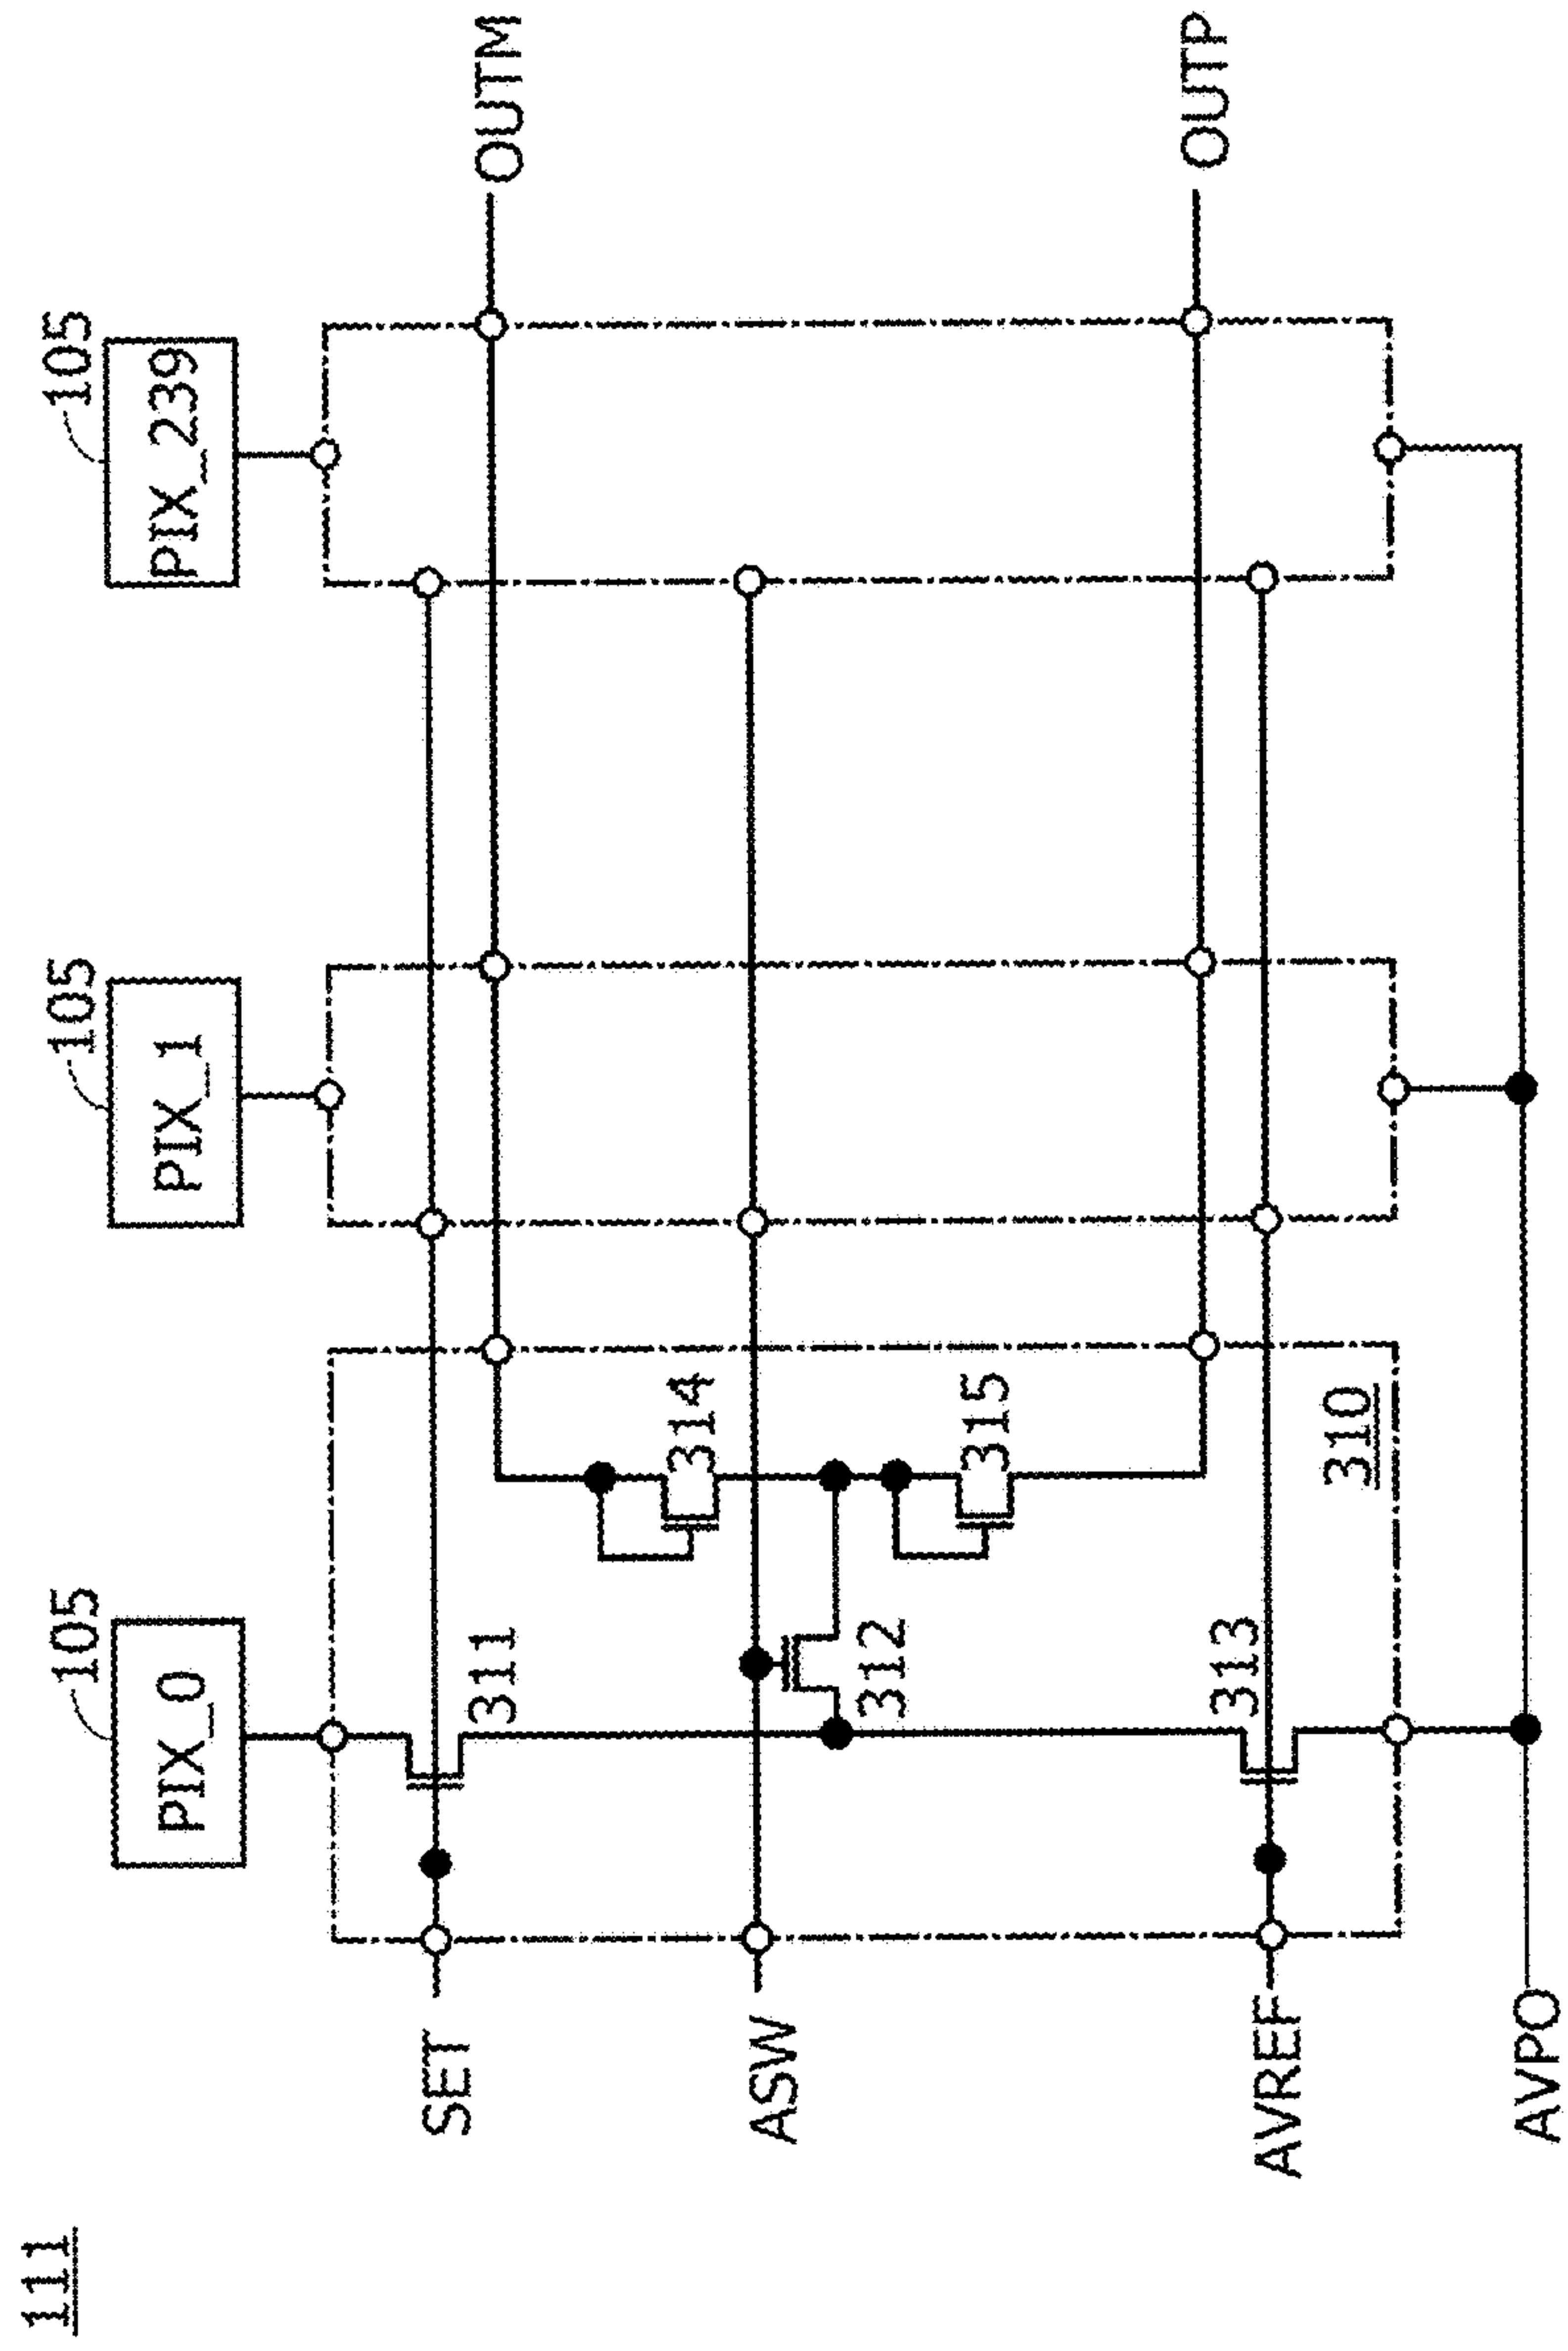 111
105
PIX_0
105
PIX_1
105
PIX_239
SET
311
OUTM
314
ASW
312
315
313
OUTP
AVREF
310
AVPO